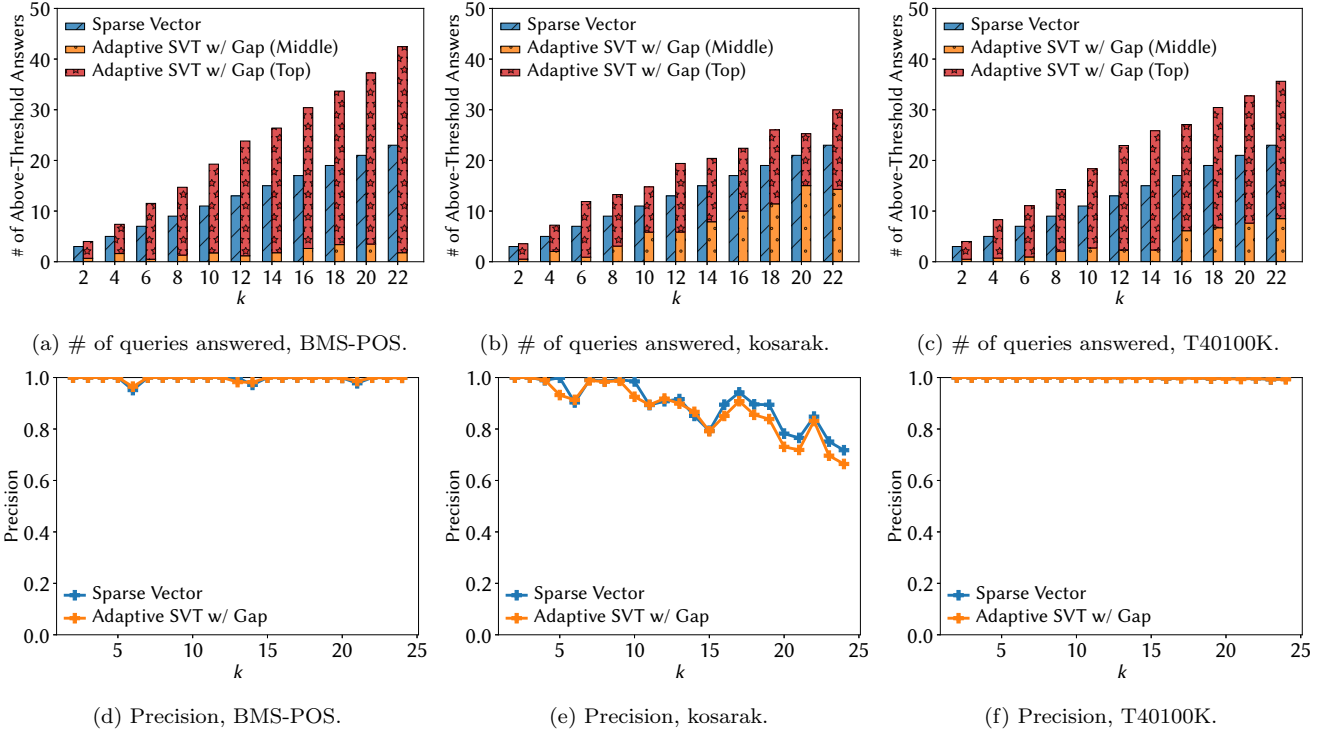 50
40
30
20
10
0
# of Above-Threshold Answers
Sparse Vector
Adaptive SVT w/ Gap (Middle)
Adaptive SVT w/ Gap (Top)
2 4 6 8 10 12 14 16 18 20 22
k
(a) # of queries answered, BMS-POS.
50
40
30
20
10
0
# of Above-Threshold Answers
Sparse Vector
Adaptive SVT w/ Gap (Middle)
Adaptive SVT w/ Gap (Top)
2 4 6 8 10 12 14 16 18 20 22
k
(b) # of queries answered, kosarak.
50
40
30
20
10
0
# of Above-Threshold Answers
Sparse Vector
Adaptive SVT w/ Gap (Middle)
Adaptive SVT w/ Gap (Top)
2 4 6 8 10 12 14 16 18 20 22
k
(c) # of queries answered, T40100K.
1.0
0.8
0.6
0.4
0.2
0.0
Precision
Sparse Vector
Adaptive SVT w/ Gap
5 10 15 20 25
k
(d) Precision, BMS-POS.
1.0
0.8
0.6
0.4
0.2
0.0
Precision
Sparse Vector
Adaptive SVT w/ Gap
5 10 15 20 25
k
(e) Precision, kosarak.
1.0
0.8
0.6
0.4
0.2
0.0
Precision
Sparse Vector
Adaptive SVT w/ Gap
5 10 15 20 25
k
(f) Precision, T40100K.